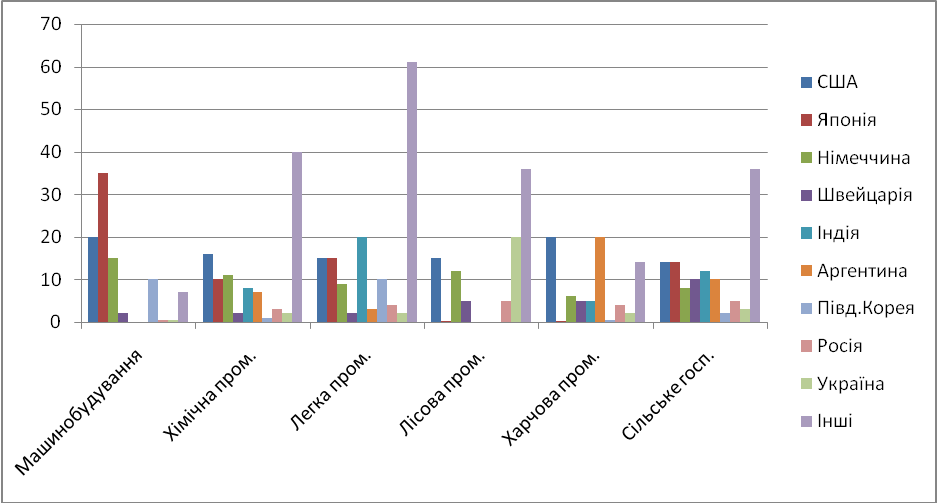 70
60
50
40
30
20
10
0
Машинобудування
Хімічна пром.
Легка пром.
Лісова пром.
Харчова пром.
Сільське госп.
США
Японія
Німеччина
Швейцарія
Індія
Аргентина
Півд.Корея
Росія
Україна
Інші